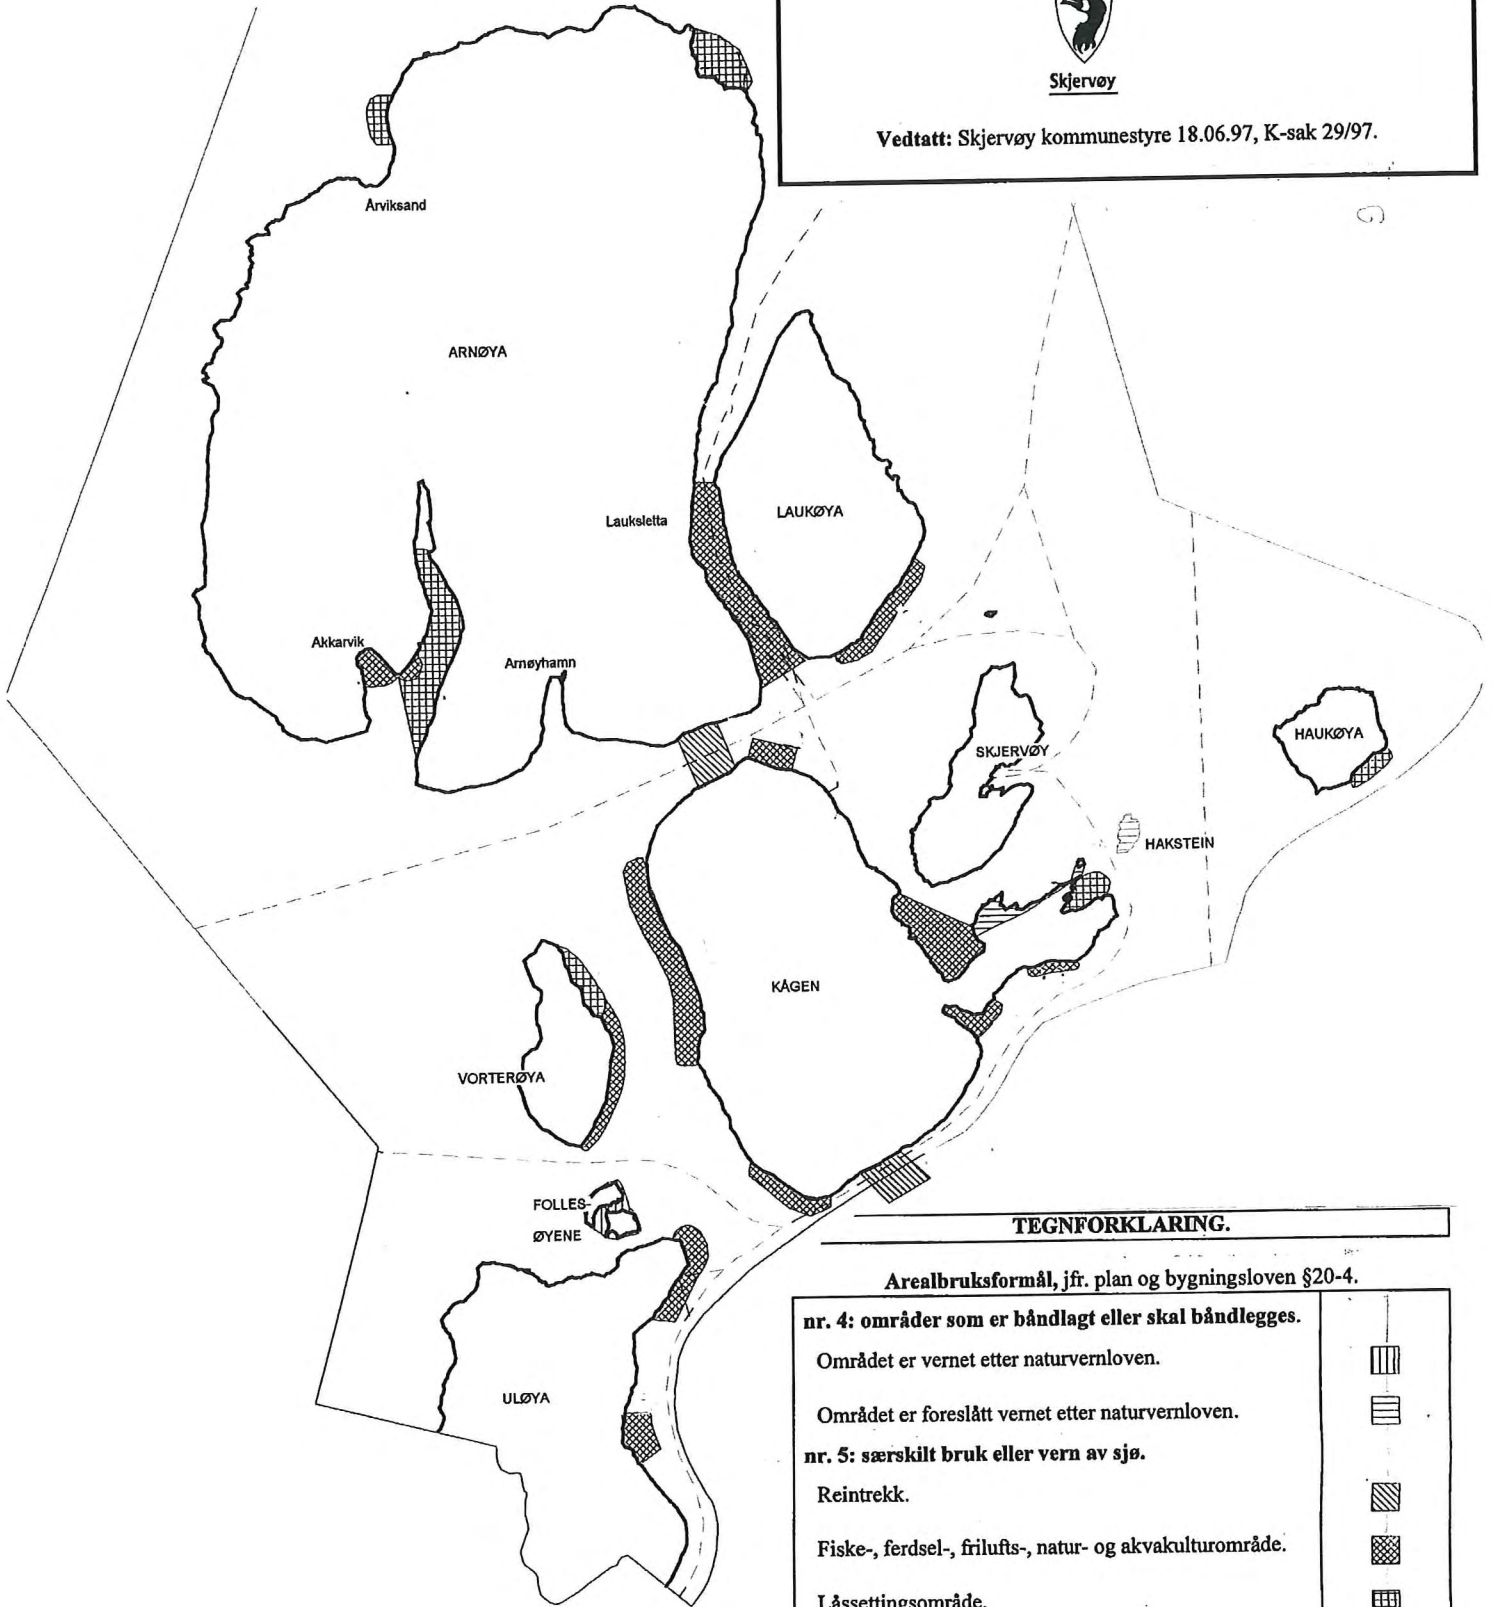 Skjervøy
Vedtatt: Skjervøy kommunestyre 18.06.97, K-sak 29/97.
G
Årviksand
ARNØYA
Lauksletta
LAUKØYA
Akkarvik
Arnøyhamn
SKJERVØY
HAUKØYA
HAKSTEIN
KÅGEN
VORTERØYA
FOLLES-
ØYENE
ULØYA
TEGNFORKLARING.
Arealbruksformål, jfr. plan og bygningsloven §20-4.
nr. 4: områder som er båndlagt eller skal båndlegges.
Området er vernet etter naturvernloven.
Området er foreslått vernet etter naturvernloven.
nr. 5: særskilt bruk eller vern av sjø.
Reintrekk.
Fiske-, ferdsel-, frilufts-, natur- og akvakulturområde.
Låssettingsområde.